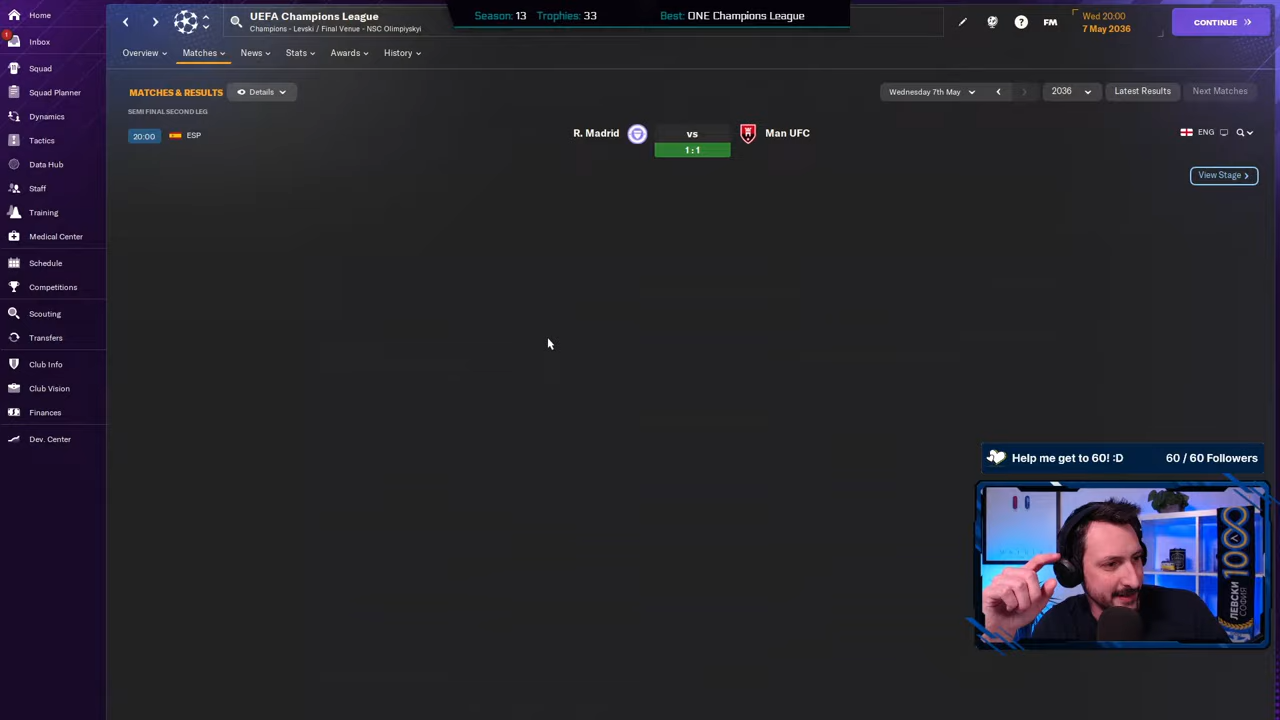 Season: 13 Trophies: 33 Best: ONE Champions League
UEFA Champions League
Champions - Levski / Final Venue - NSC Olimpiyskyi
FM
Wed 20:00
7 May 2036
CONTINUE
Overview Matches News Stats Awards History
1
Home
Inbox
Squad
Squad Planner
Dynamics
Tactics
Data Hub
Staff
Training
Medical Center
Schedule
Competitions
Scouting
Transfers
Club Info
Club Vision
Finances
Dev. Center
MATCHES & RESULTS Details
Wednesday 7th May 2036 Latest Results Next Matches
SEMI FINAL SECOND LEG
20:00 ESP R. Madrid vs Man UFC ENG
1 : 1
View Stage
Help me get to 60! :D 60 / 60 Followers
ЛЕВСКИ
СОФИЯ
100